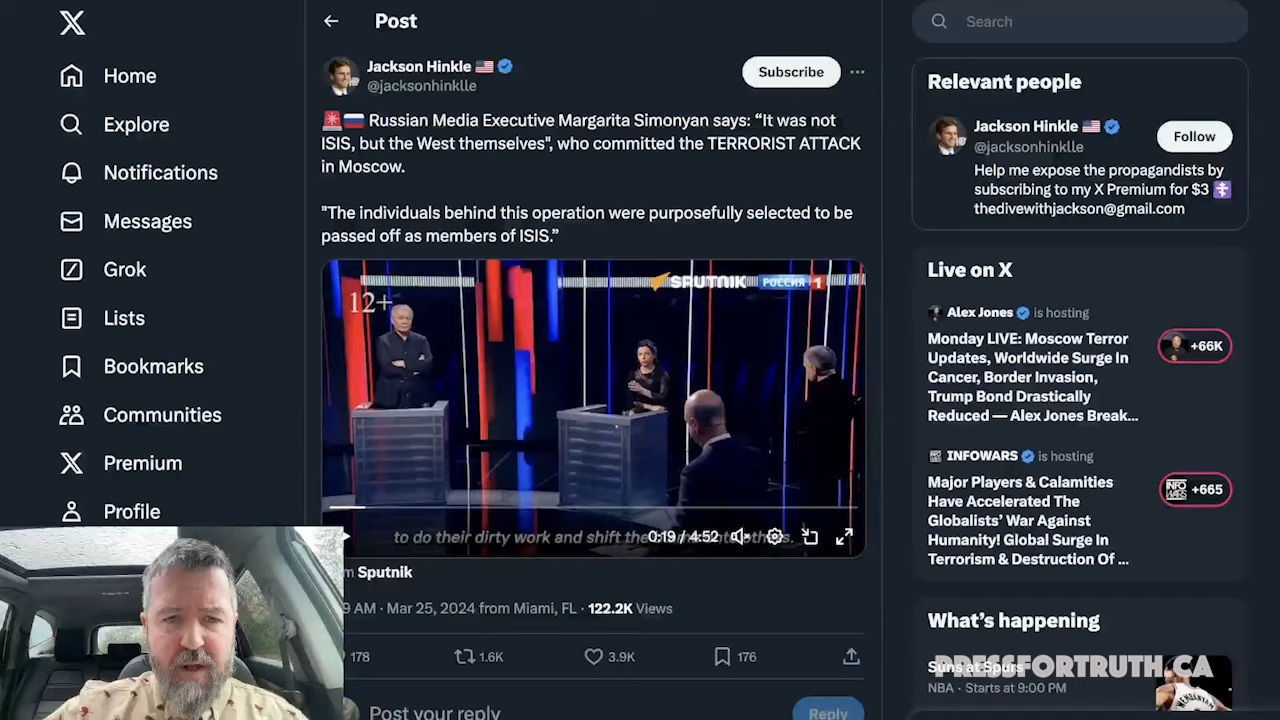 Home
Explore
Notifications
Messages
Grok
Lists
Bookmarks
Communities
Premium
Profile
Post
Jackson Hinkle
@jacksonhinklle
Subscribe
Russian Media Executive Margarita Simonyan says: “It was not
ISIS, but the West themselves", who committed the TERRORIST ATTACK
in Moscow.
"The individuals behind this operation were purposefully selected to be
passed off as members of ISIS.”
12+
SPUTNIK РОССИЯ 1
to do their dirty work and shift the
0:19 / 4:52
Sputnik
9 AM · Mar 25, 2024 from Miami, FL · 122.2K Views
178 1.6K 3.9K 176
Post your reply
Reply
Search
Relevant people
Jackson Hinkle
@jacksonhinklle
Follow
Help me expose the propagandists by
subscribing to my X Premium for $3
thedivewithjackson@gmail.com
Live on X
Alex Jones is hosting
Monday LIVE: Moscow Terror
Updates, Worldwide Surge In
Cancer, Border Invasion,
Trump Bond Drastically
Reduced — Alex Jones Break...
+66K
INFOWARS is hosting
Major Players & Calamities
Have Accelerated The
Globalists’ War Against
Humanity! Global Surge In
Terrorism & Destruction Of ...
INFO WARS +665
What’s happening
Suns at Spurs
PRESSFORTRUTH.CA
NBA · Starts at 9:00 PM